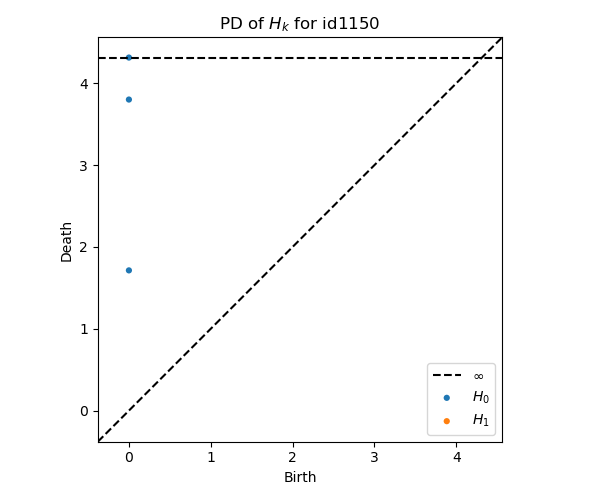 PD of $H_k$ for id1150
Death
4
3
2
1
0
0 1 2 3 4
Birth
∞
$H_0$
$H_1$